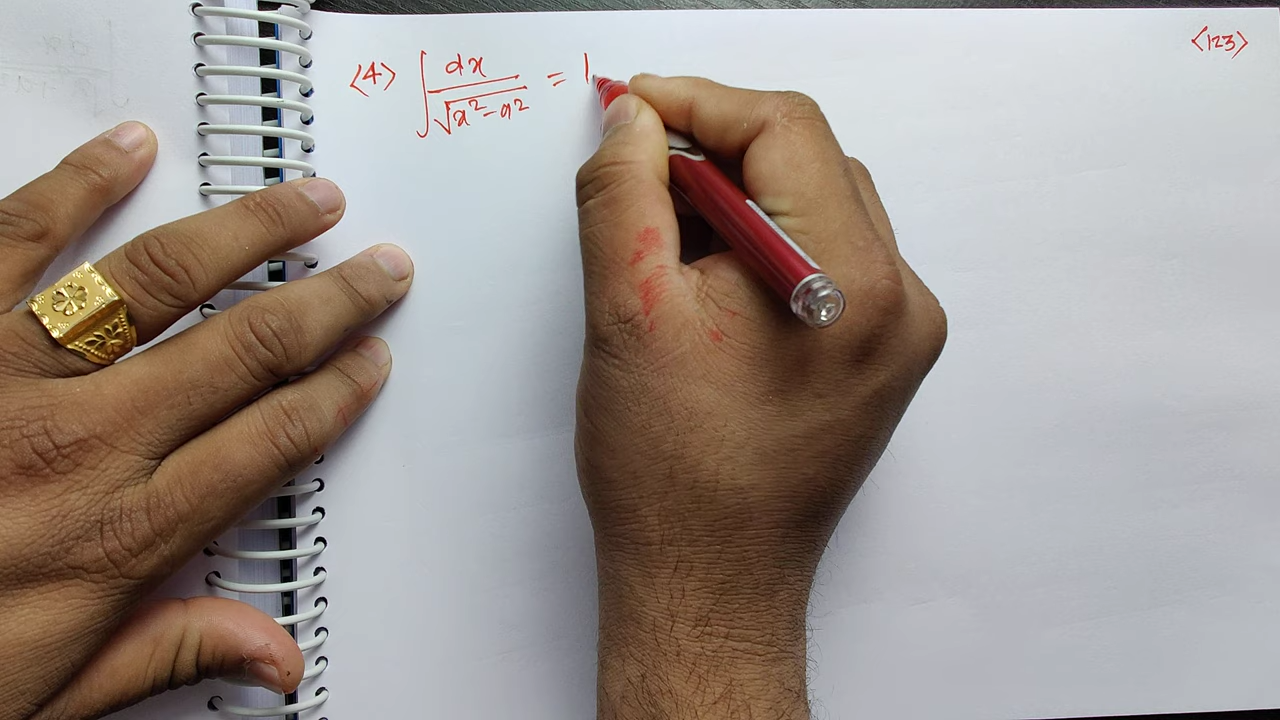 <123>
<4> ∫ dx / √x²-a² = l